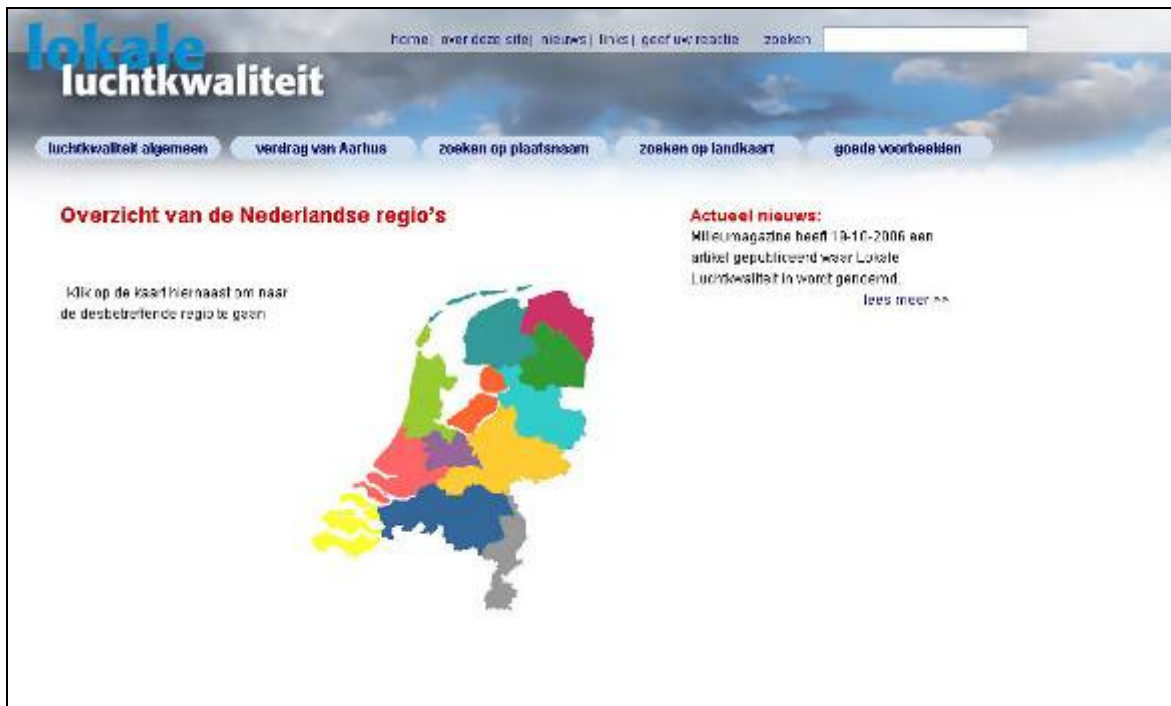 lokale
luchtkwaliteit
home| over deze site| nieuws| links| geef uw reactie zoeken
luchtkwaliteit algemeen verdrag van Aarhus zoeken op plaatsnaam zoeken op landkaart goede voorbeelden
Overzicht van de Nederlandse regio's
Klik op de kaart hiernaast om naar
de desbetreffende regio te gaan
Actueel nieuws:
Milieumagazine heeft 19-10-2006 een
artikel gepubliceerd waar Lokale
Luchtkwaliteit in wordt genoemd.
lees meer >>